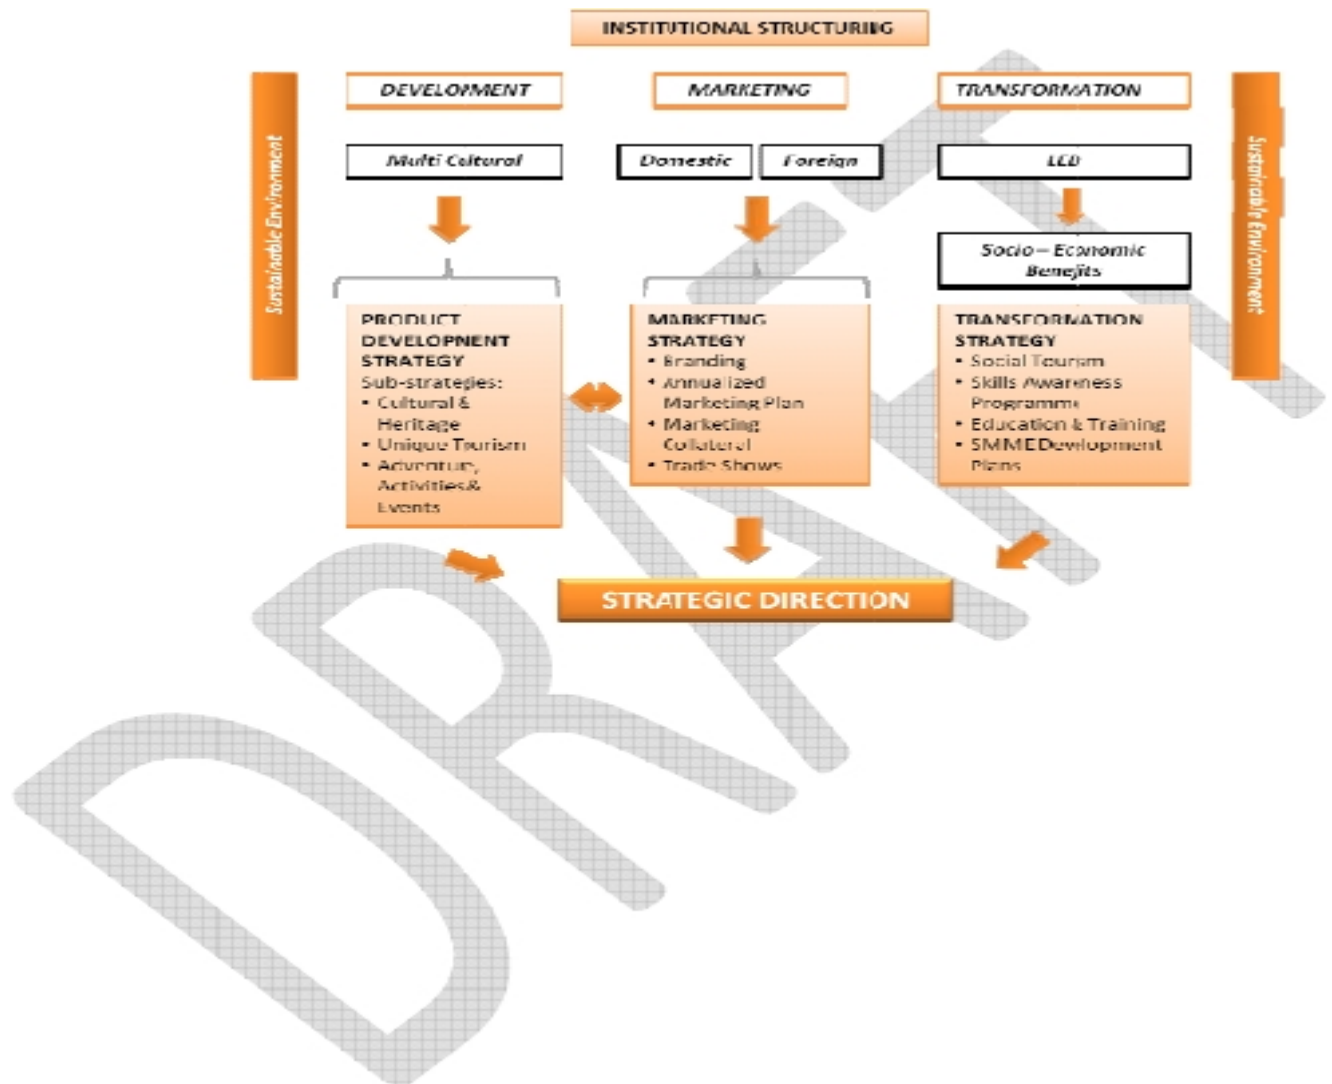 INSTITUTIONAL STRUCTURING
DEVELOPMENT
MARKETING
TRANSFORMATION
Sustainable Environment
Sustainable Environment
Multi Cultural
Domestic
Foreign
LED
Socio – Economic
Benefits
PRODUCT
DEVELOPMENT
STRATEGY
Sub-strategies:
• Cultural &
Heritage
• Unique Tourism
• Adventure,
Activities &
Events
MARKETING
STRATEGY
• Branding
• Annualized
Marketing Plan
• Marketing
Collateral
• Trade Shows
TRANSFORMATION
STRATEGY
• Social Tourism
• Skills Awareness
Programme
• Education & Training
• SMME Development
Plans
STRATEGIC DIRECTION
DRAFT